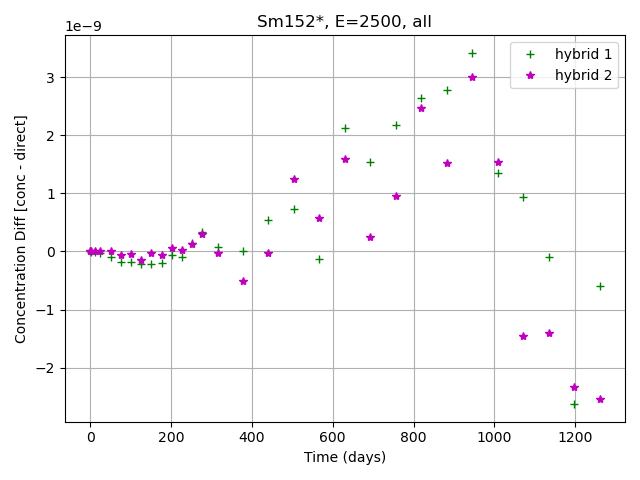 Sm152*, E=2500, all
1e−9
hybrid 1
hybrid 2
3
2
1
0
−1
−2
Concentration Diff [conc - direct]
0 200 400 600 800 1000 1200
Time (days)